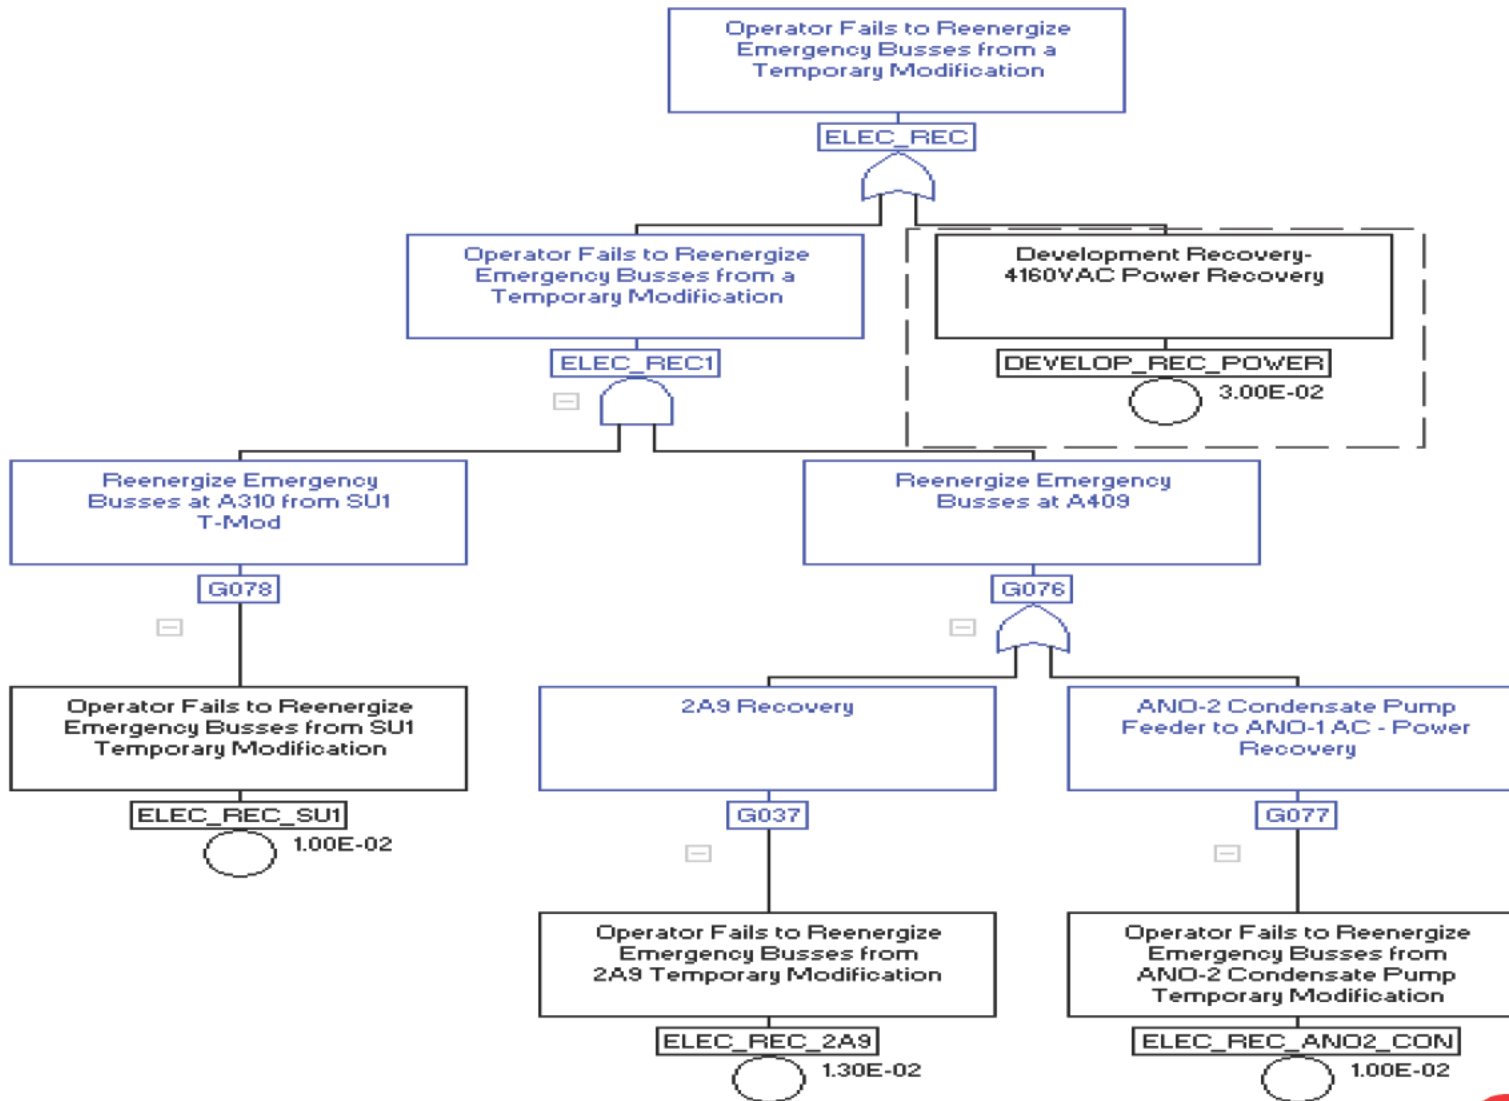 Operator Fails to Reenergize
Emergency Busses from a
Temporary Modification
ELEC_REC
Operator Fails to Reenergize
Emergency Busses from a
Temporary Modification
ELEC_REC1
Development Recovery-
4160VAC Power Recovery
DEVELOP_REC_POWER
3.00E-02
Reenergize Emergency
Busses at A310 from SU1
T-Mod
G078
Reenergize Emergency
Busses at A409
G076
Operator Fails to Reenergize
Emergency Busses from SU1
Temporary Modification
ELEC_REC_SU1
1.00E-02
2A9 Recovery
G037
ANO-2 Condensate Pump
Feeder to ANO-1 AC - Power
Recovery
G077
Operator Fails to Reenergize
Emergency Busses from
2A9 Temporary Modification
ELEC_REC_2A9
1.30E-02
Operator Fails to Reenergize
Emergency Busses from
ANO-2 Condensate Pump
Temporary Modification
ELEC_REC_ANO2_CON
1.00E-02